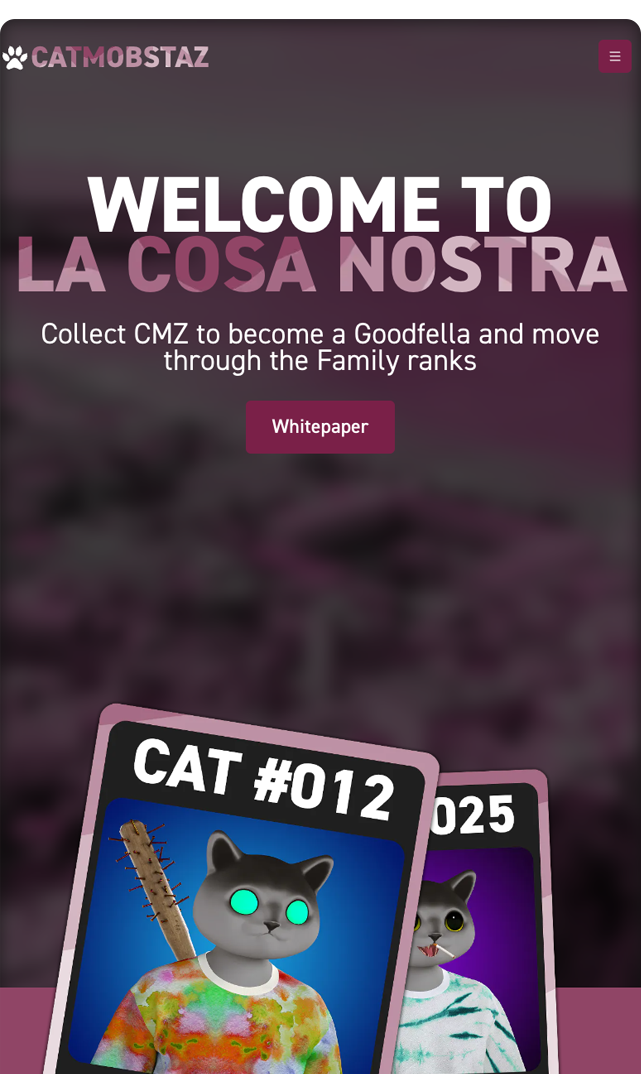 CATMOBSTAZ
WELCOME TO
LA COSA NOSTRA
Collect CMZ to become a Goodfella and move
through the Family ranks
Whitepaper
CAT #012
025